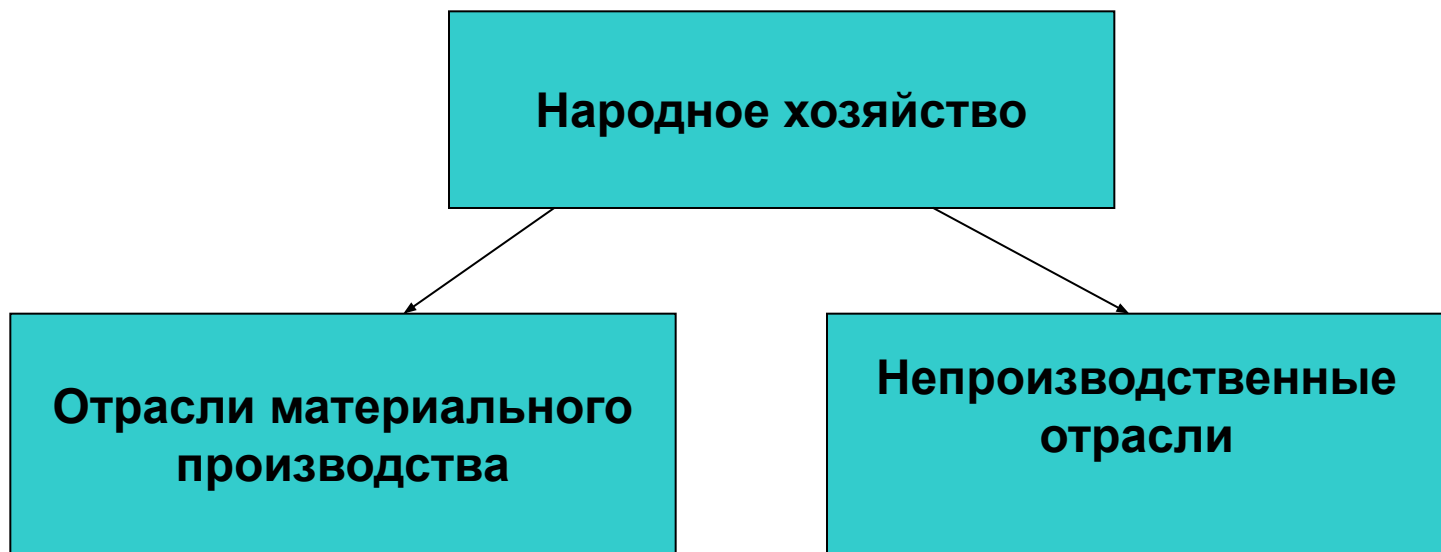 Народное хозяйство
Отрасли материального
производства
Непроизводственные
отрасли